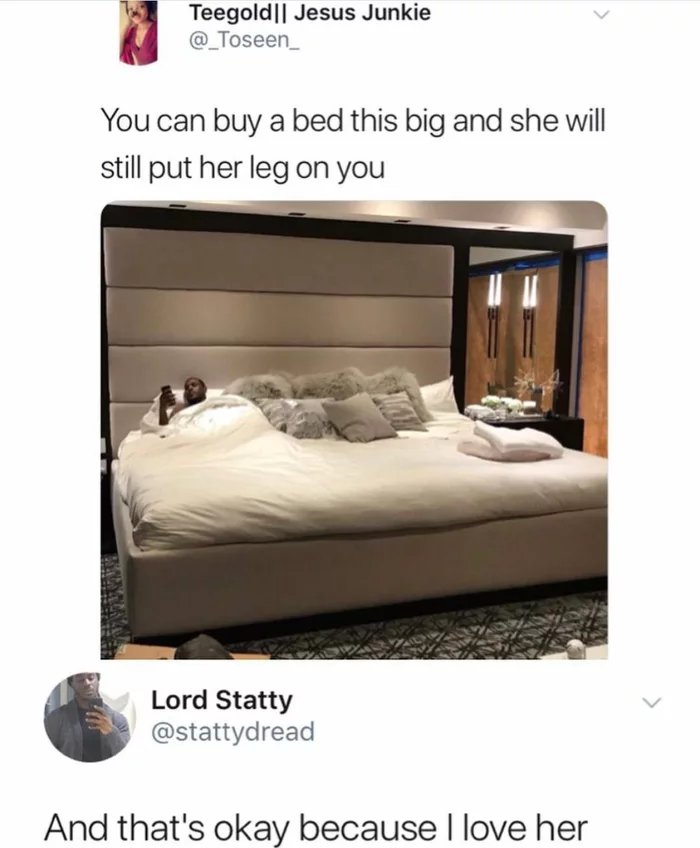 Teegold|| Jesus Junkie
@_Toseen_
You can buy a bed this big and she will
still put her leg on you
Lord Statty
@stattydread
And that's okay because I love her